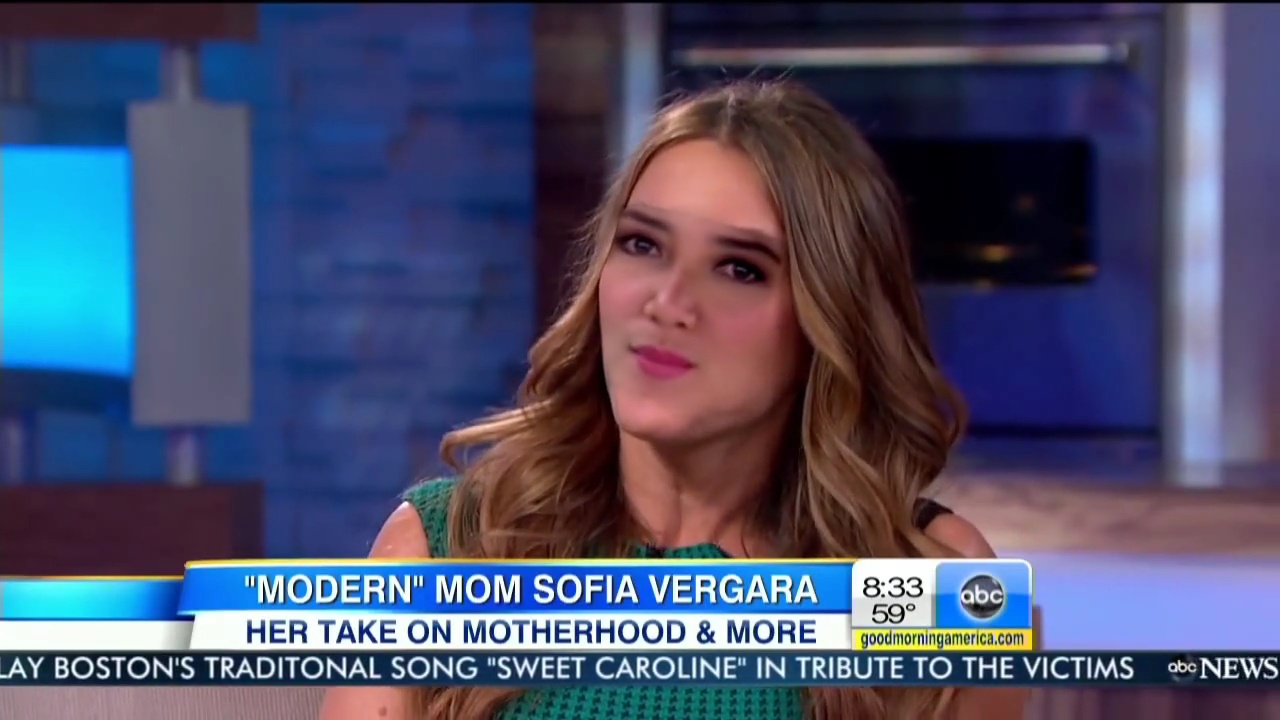 "MODERN" MOM SOFIA VERGARA
HER TAKE ON MOTHERHOOD & MORE
8:33
59°
abc
goodmorningamerica.com
LAY BOSTON'S TRADITONAL SONG "SWEET CAROLINE" IN TRIBUTE TO THE VICTIMS
abc NEWS